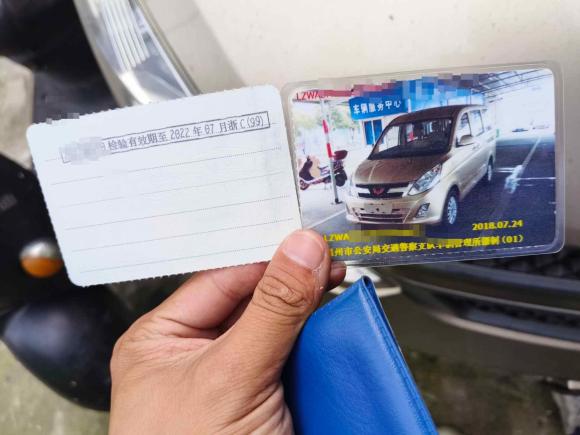 检验有效期至2022年07月浙C(99)
LZWA
车辆服务中心
LZWA
2018.07.24
州市公安局交通警察支队车辆管理所监制(01)